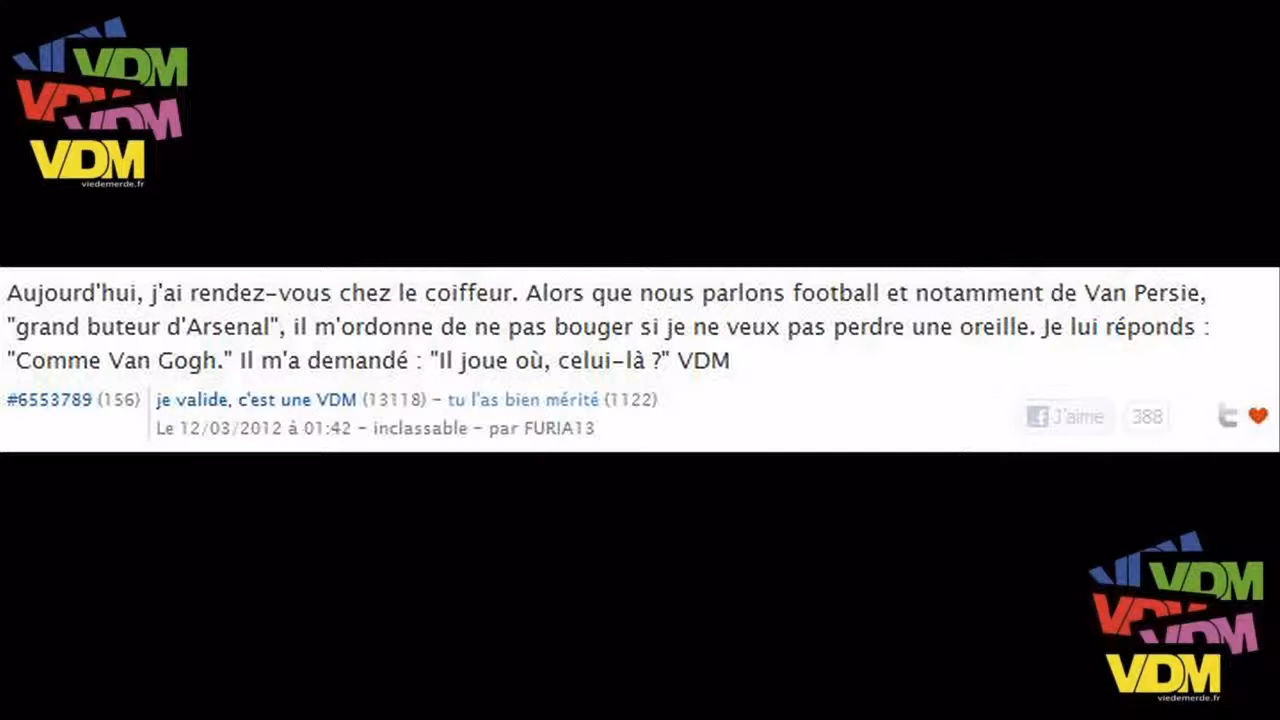 VDM
VDM
VDM
VDM
VDM
viedemerde.fr
Aujourd'hui, j'ai rendez-vous chez le coiffeur. Alors que nous parlons football et notamment de Van Persie,
"grand buteur d'Arsenal", il m'ordonne de ne pas bouger si je ne veux pas perdre une oreille. Je lui réponds :
"Comme Van Gogh." Il m'a demandé : "Il joue où, celui-là ?" VDM
#6553789 (156) je valide, c'est une VDM (13118) - tu l'as bien mérité (1122)
Le 12/03/2012 à 01:42 - inclassable - par FURIA13
J'aime 388
VDM
VDM
VDM
VDM
VDM
viedemerde.fr